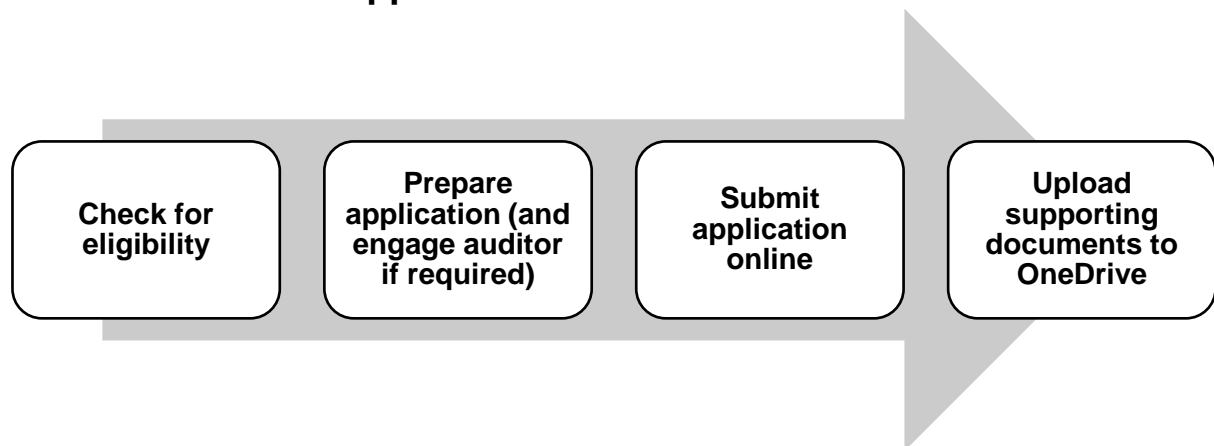 Check for
eligibility
Prepare
application (and
engage auditor
if required)
Submit
application
online
Upload
supporting
documents to
OneDrive